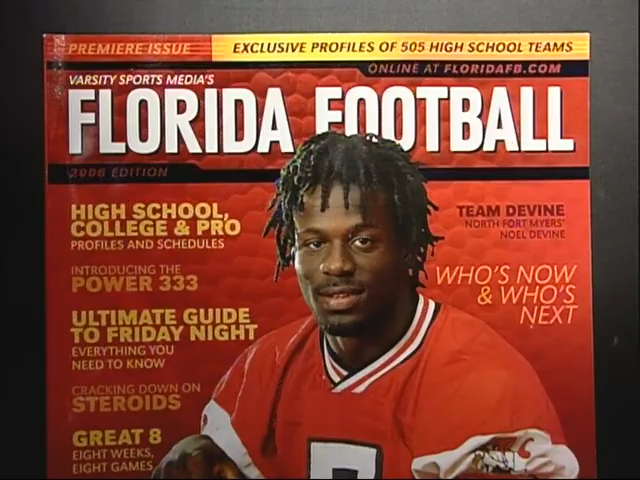 PREMIERE ISSUE
EXCLUSIVE PROFILES OF 505 HIGH SCHOOL TEAMS
ONLINE AT FLORIDAFB.COM
VARSITY SPORTS MEDIA'S
FLORIDA FOOTBALL
2006 EDITION
HIGH SCHOOL,
COLLEGE & PRO
PROFILES AND SCHEDULES
INTRODUCING THE
POWER 333
ULTIMATE GUIDE
TO FRIDAY NIGHT
EVERYTHING YOU
NEED TO KNOW
CRACKING DOWN ON
STEROIDS
GREAT 8
EIGHT WEEKS,
EIGHT GAMES
TEAM DEVINE
NORTH FORT MYERS'
NOEL DEVINE
WHO'S NOW
& WHO'S
NEXT